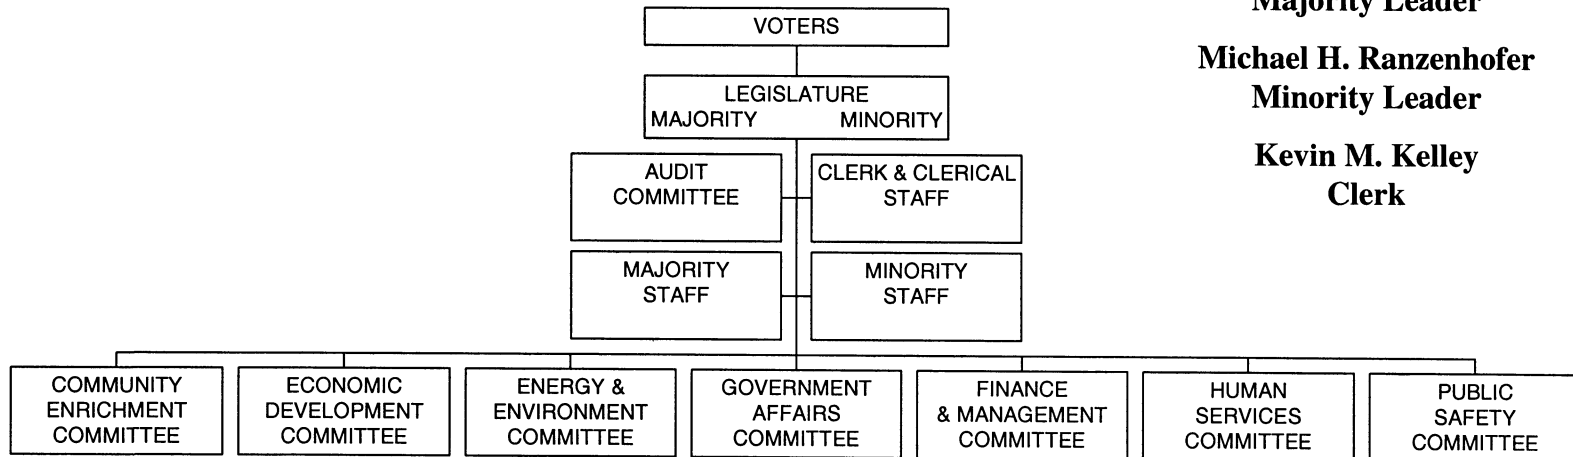 Majority Leader
Michael H. Ranzenhofer
Minority Leader
Kevin M. Kelley
Clerk
VOTERS
LEGISLATURE
MAJORITY MINORITY
AUDIT
COMMITTEE
CLERK & CLERICAL
STAFF
MAJORITY
STAFF
MINORITY
STAFF
COMMUNITY
ENRICHMENT
COMMITTEE
ECONOMIC
DEVELOPMENT
COMMITTEE
ENERGY &
ENVIRONMENT
COMMITTEE
GOVERNMENT
AFFAIRS
COMMITTEE
FINANCE
& MANAGEMENT
COMMITTEE
HUMAN
SERVICES
COMMITTEE
PUBLIC
SAFETY
COMMITTEE